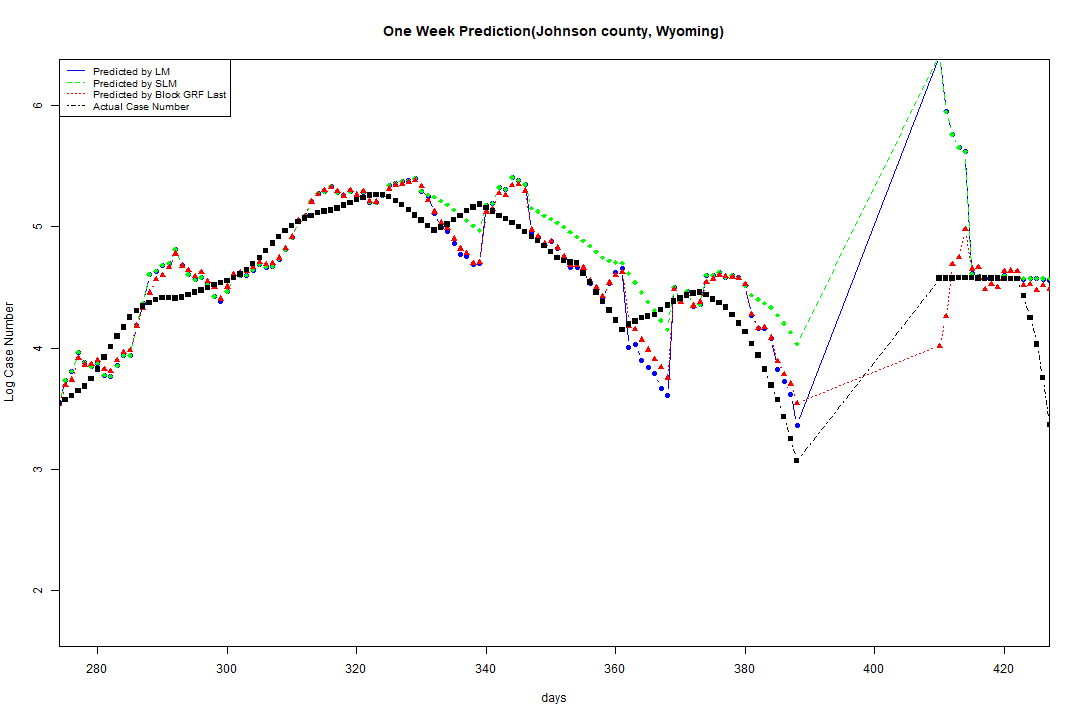 One Week Prediction(Johnson county, Wyoming)
Predicted by LM
Predicted by SLM
Predicted by Block GRF Last
Actual Case Number
6
5
4
3
2
Log Case Number
280 300 320 340 360 380 400 420
days